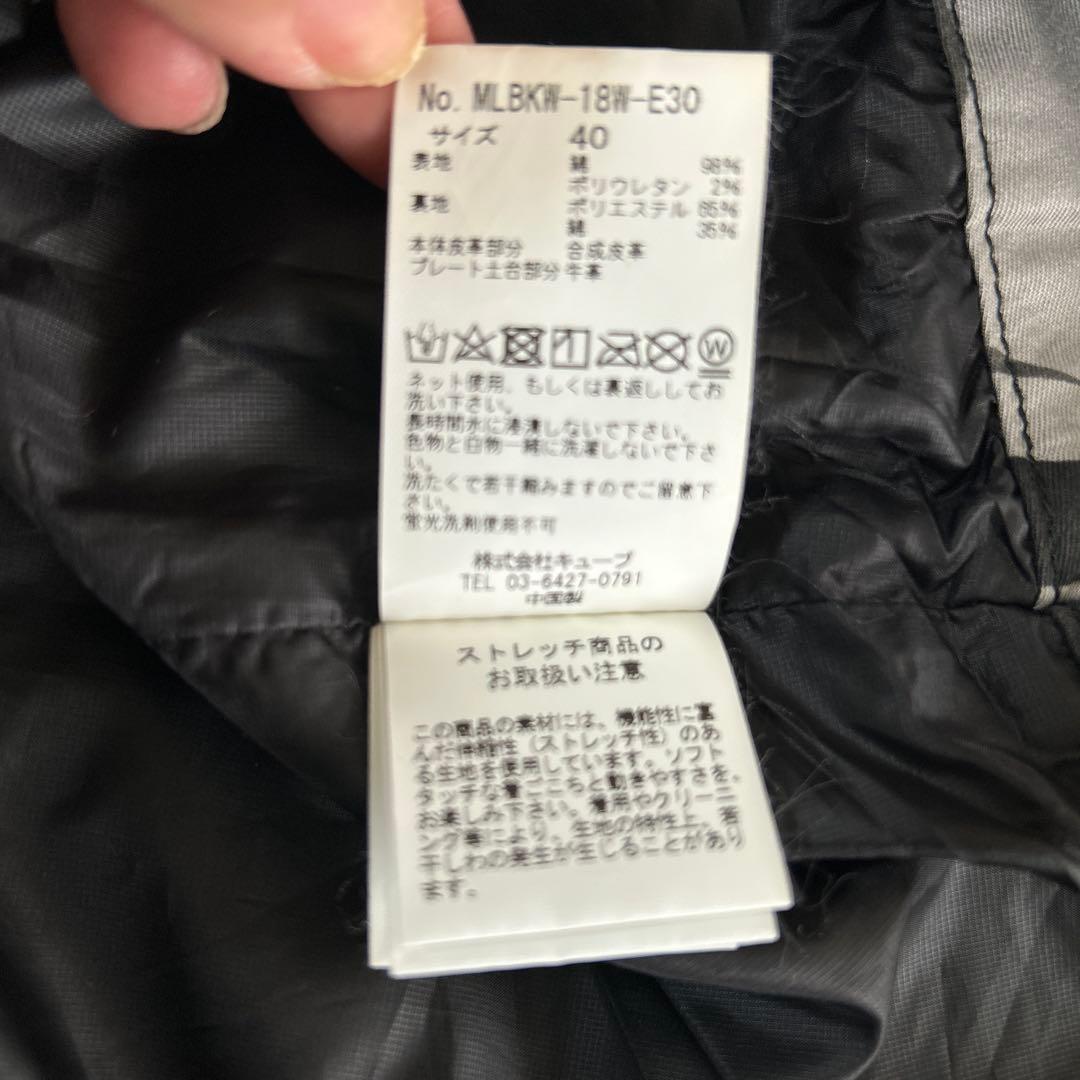 No. MLBKW-18W-E30
サイズ 40
表地 綿 98%
ポリウレタン 2%
裏地 ポリエステル 65%
綿 35%
本体皮革部分 合成皮革
プレート土台部分 牛革
W
ネット使用、もしくは裏返ししてお
洗い下さい。
長時間水に浸漬しないで下さい。
色物と白物一緒に洗濯しないで下さ
い。
洗たくで若干縮みますのでご留意下
さい。
蛍光洗剤使用不可
株式会社キューブ
TEL 03-6427-0791
中国製
ストレッチ商品の
お取扱い注意
この商品の素材には、機能性に富
んだ伸縮性（ストレッチ性）のあ
る生地を使用しています。ソフト
タッチな着ごこちと動きやすさを、
お楽しみ下さい。着用やクリーニ
ング等により、生地の特性上、若
干しわの発生が生じることがあり
ます。